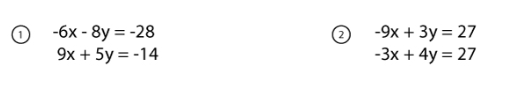 ① -6x - 8y = -28
9x + 5y = -14
② -9x + 3y = 27
-3x + 4y = 27